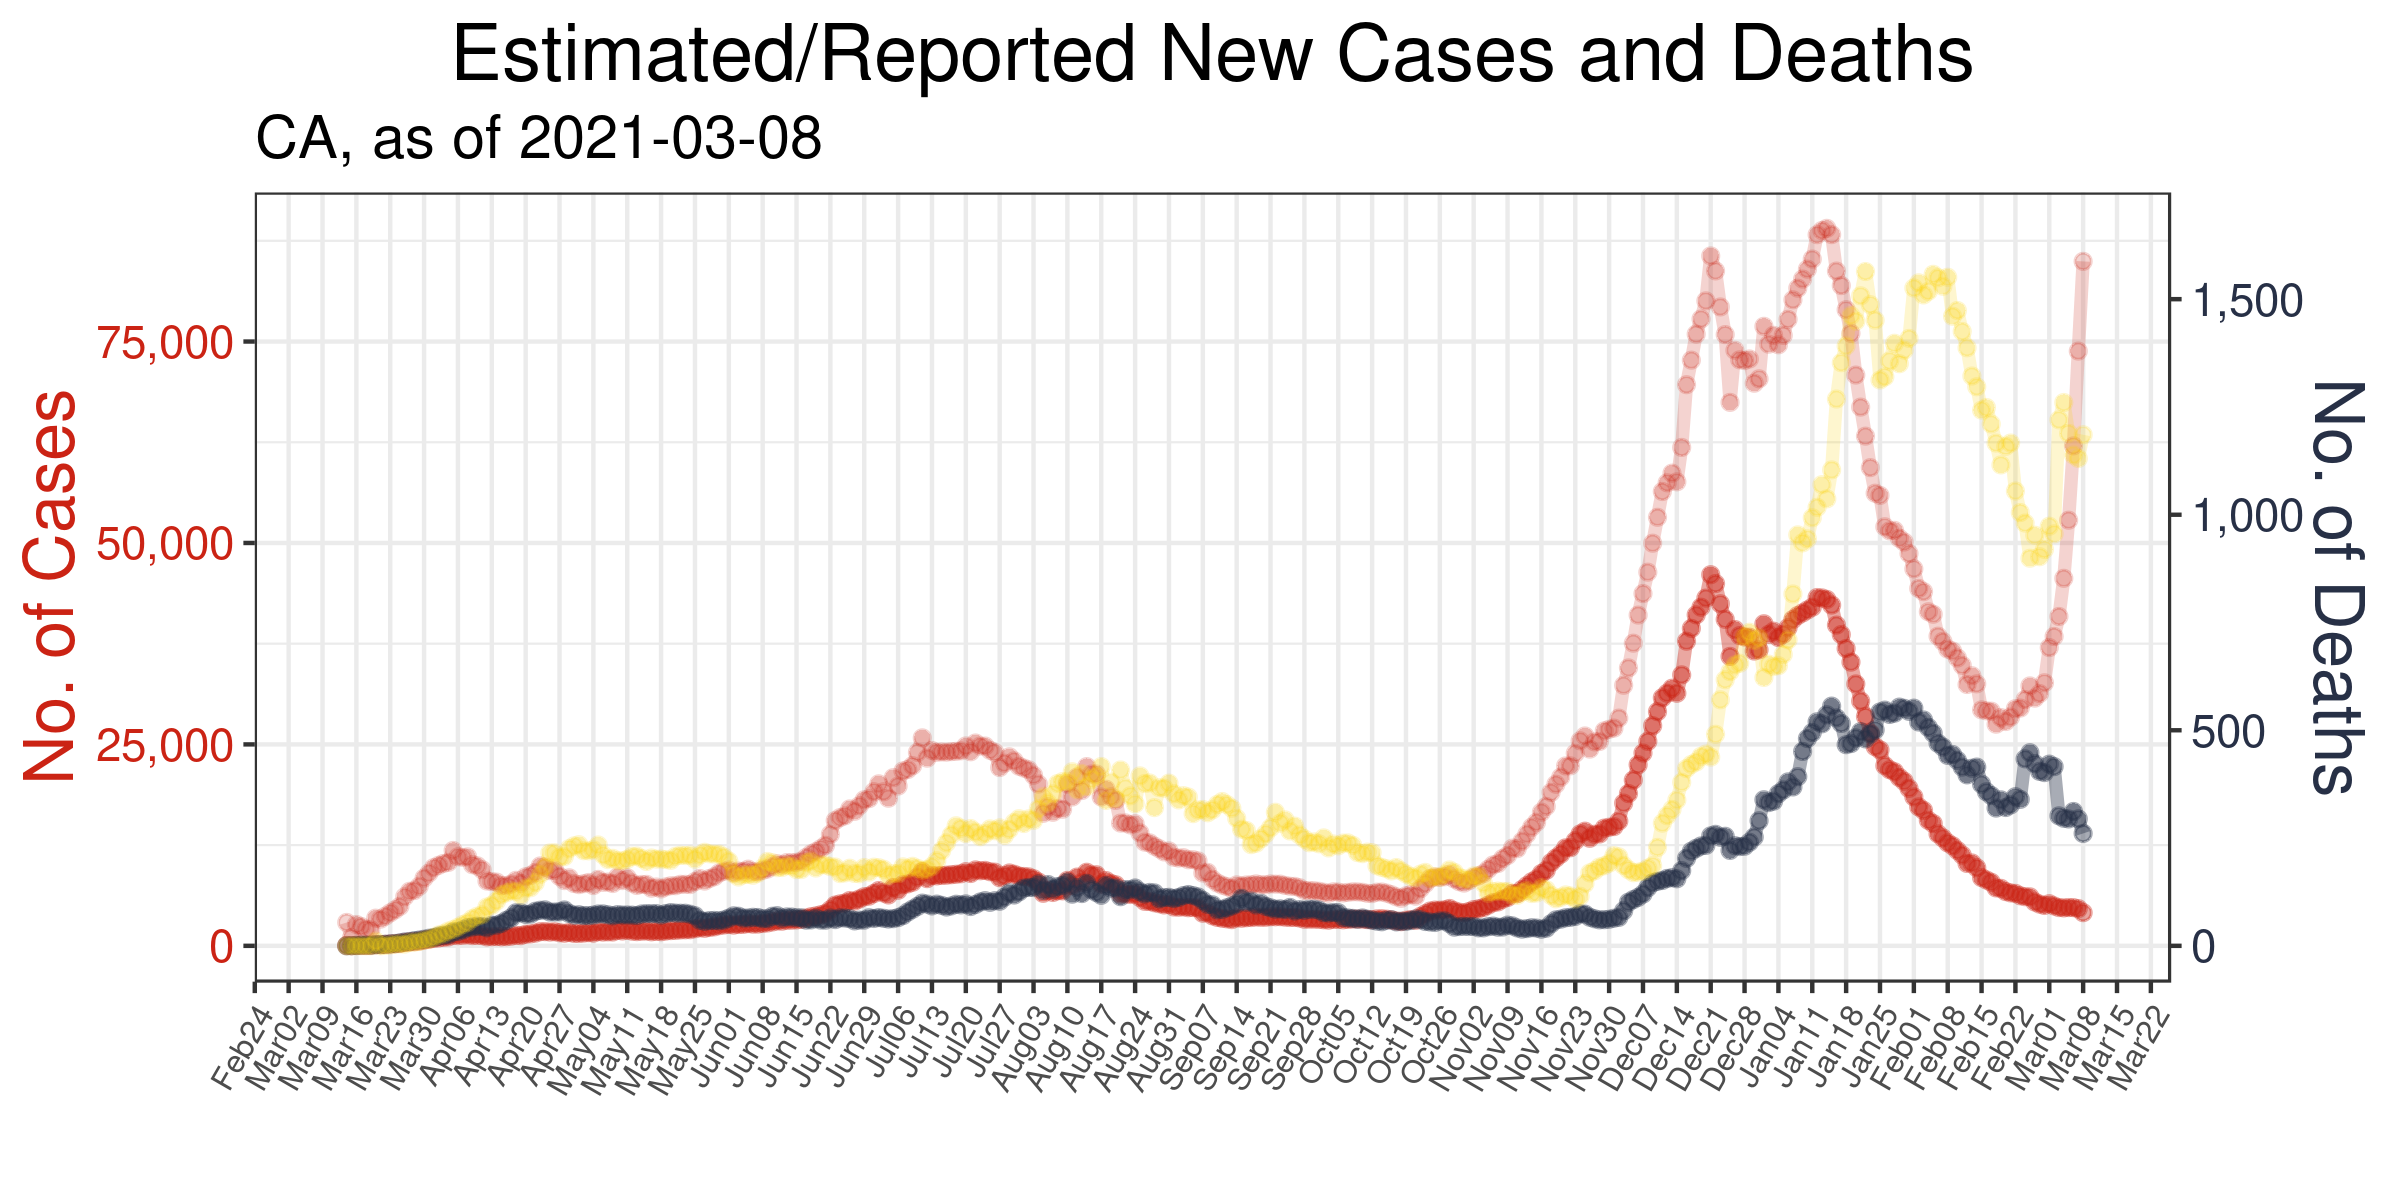 Estimated/Reported New Cases and Deaths
CA, as of 2021-03-08
No. of Cases
75,000
50,000
25,000
0
1,500
1,000
500
0
No. of Deaths
Feb24
Mar02
Mar09
Mar16
Mar23
Mar30
Apr06
Apr13
Apr20
Apr27
May04
May11
May18
May25
Jun01
Jun08
Jun15
Jun22
Jun29
Jul06
Jul13
Jul20
Jul27
Aug03
Aug10
Aug17
Aug24
Aug31
Sep07
Sep14
Sep21
Sep28
Oct05
Oct12
Oct19
Oct26
Nov02
Nov09
Nov16
Nov23
Nov30
Dec07
Dec14
Dec21
Dec28
Jan04
Jan11
Jan18
Jan25
Feb01
Feb08
Feb15
Feb22
Mar01
Mar08
Mar15
Mar22